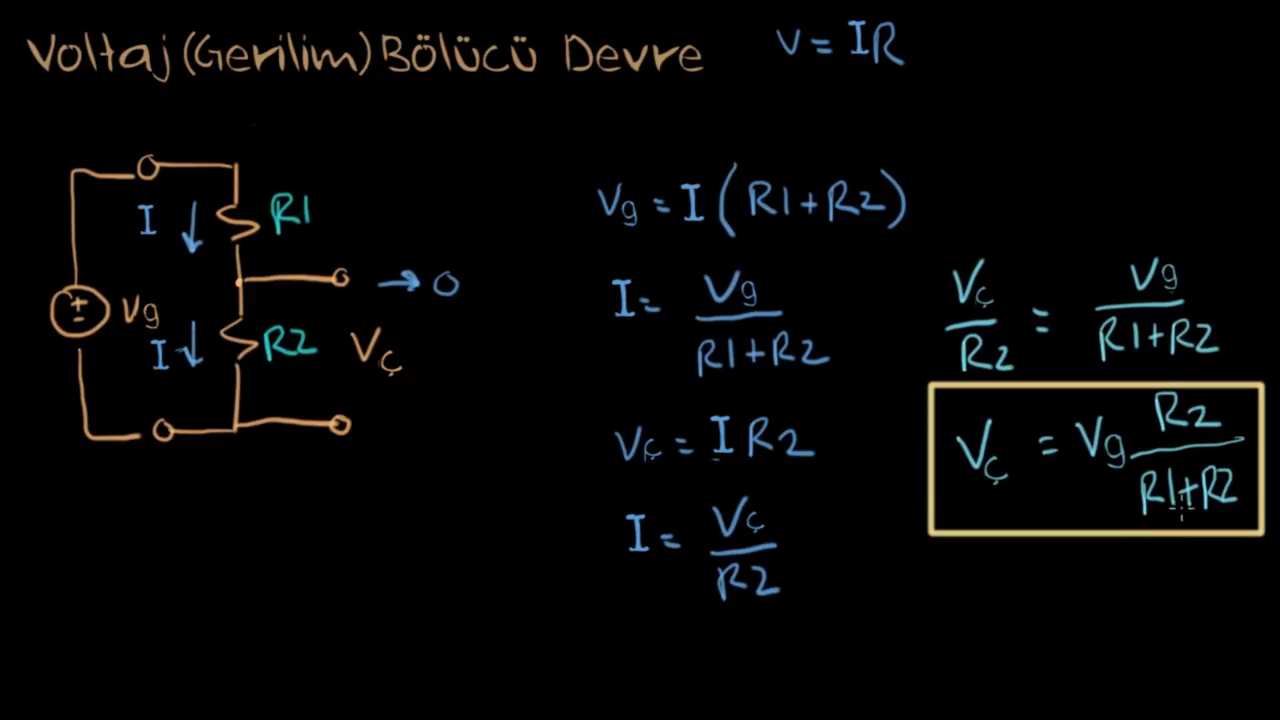 Voltaj (Gerilim) Bölücü Devre
V = IR
I
R1
→ 0
+
-
Vg
I
R2
Vç
Vg = I (R1+R2)
I = Vg / R1+R2
Vç = I R2
I = Vç / R2
Vç / R2 = Vg / R1+R2
Vç = Vg R2 / R1+R2